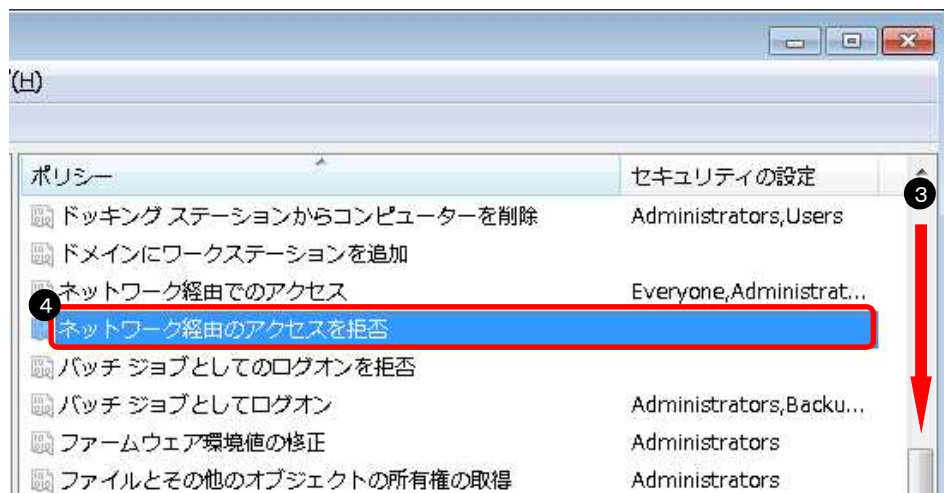 (H)
ポリシー セキュリティの設定
3
ドッキング ステーションからコンピューターを削除 Administrators,Users
ドメインにワークステーションを追加
ネットワーク経由でのアクセス Everyone,Administrat...
4
ネットワーク経由のアクセスを拒否
バッチ ジョブとしてのログオンを拒否
バッチ ジョブとしてログオン Administrators,Backu...
ファームウェア環境値の修正 Administrators
ファイルとその他のオブジェクトの所有権の取得 Administrators